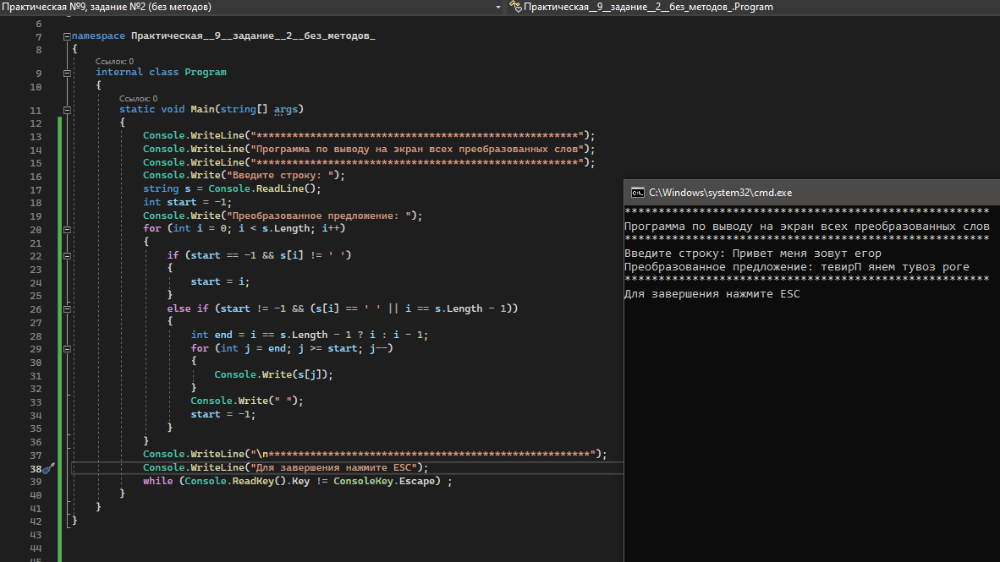 Практическая №9, задание №2 (без методов)
Практическая__9__задание__2__без_методов_.Program
6
7 namespace Практическая__9__задание__2__без_методов_
8 {
Ссылок: 0
9 internal class Program
10 {
Ссылок: 0
11 static void Main(string[] args)
12 {
13 Console.WriteLine("******************************************************");
14 Console.WriteLine("Программа по выводу на экран всех преобразованных слов");
15 Console.WriteLine("******************************************************");
16 Console.Write("Введите строку: ");
17 string s = Console.ReadLine();
18 int start = -1;
19 Console.Write("Преобразованное предложение: ");
20 for (int i = 0; i < s.Length; i++)
21 {
22 if (start == -1 && s[i] != ' ')
23 {
24 start = i;
25 }
26 else if (start != -1 && (s[i] == ' ' || i == s.Length - 1))
27 {
28 int end = i == s.Length - 1 ? i : i - 1;
29 for (int j = end; j >= start; j--)
30 {
31 Console.Write(s[j]);
32 }
33 Console.Write(" ");
34 start = -1;
35 }
36 }
37 Console.WriteLine("\n******************************************************");
38 Console.WriteLine("Для завершения нажмите ESC");
39 while (Console.ReadKey().Key != ConsoleKey.Escape) ;
40 }
41 }
42 }
43
44
45
C:\Windows\system32\cmd.exe
******************************************************
Программа по выводу на экран всех преобразованных слов
******************************************************
Введите строку: Привет меня зовут егор
Преобразованное предложение: тевирП янем тувоз роге
******************************************************
Для завершения нажмите ESC